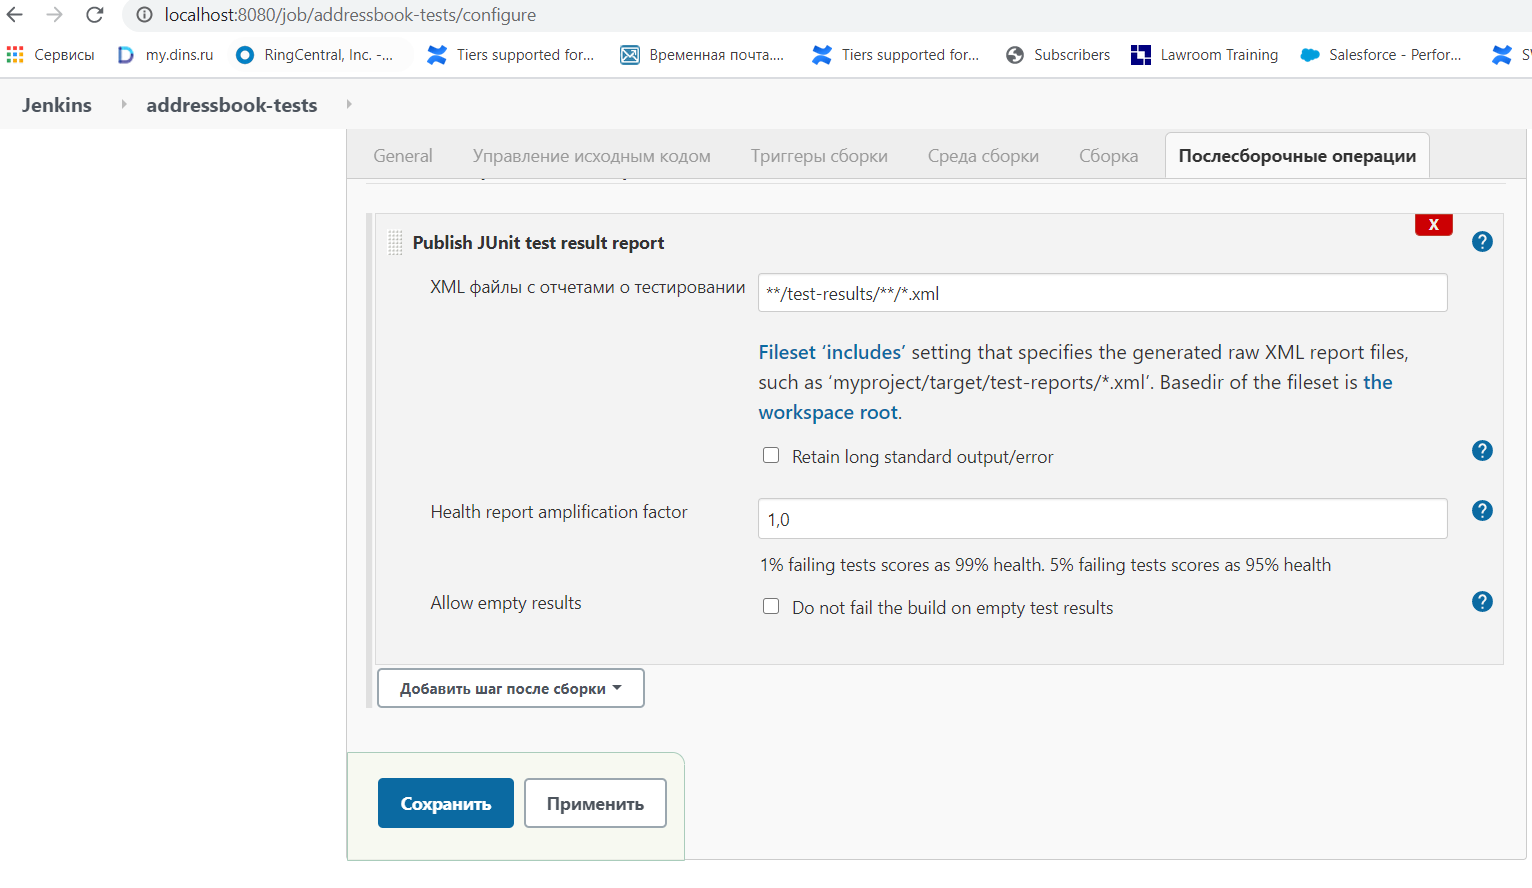 localhost:8080/job/addressbook-tests/configure
Сервисы my.dins.ru RingCentral, Inc. -... Tiers supported for... Временная почта.... Tiers supported for... Subscribers Lawroom Training Salesforce - Perfor...
Jenkins addressbook-tests
General Управление исходным кодом Триггеры сборки Среда сборки Сборка Послесборочные операции
Publish JUnit test result report
X
?
XML файлы с отчетами о тестировании
**/test-results/**/*.xml
Fileset ‘includes’ setting that specifies the generated raw XML report files,
such as ‘myproject/target/test-reports/*.xml’. Basedir of the fileset is the
workspace root.
Retain long standard output/error
?
Health report amplification factor
1,0
?
1% failing tests scores as 99% health. 5% failing tests scores as 95% health
Allow empty results
Do not fail the build on empty test results
?
Добавить шаг после сборки
Сохранить Применить